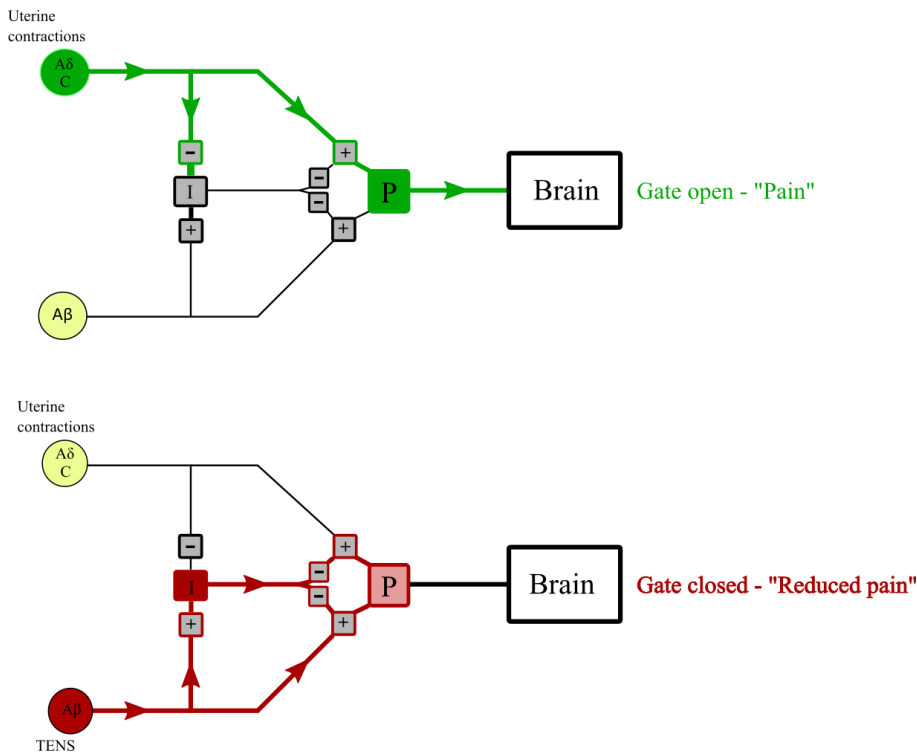 Uterine
contractions
Aδ
C
-
+
I
-
P
Brain
Gate open - "Pain"
-
+
+
Aβ
Uterine
contractions
Aδ
C
-
+
I
-
P
Brain
Gate closed - "Reduced pain"
-
+
+
Aβ
TENS